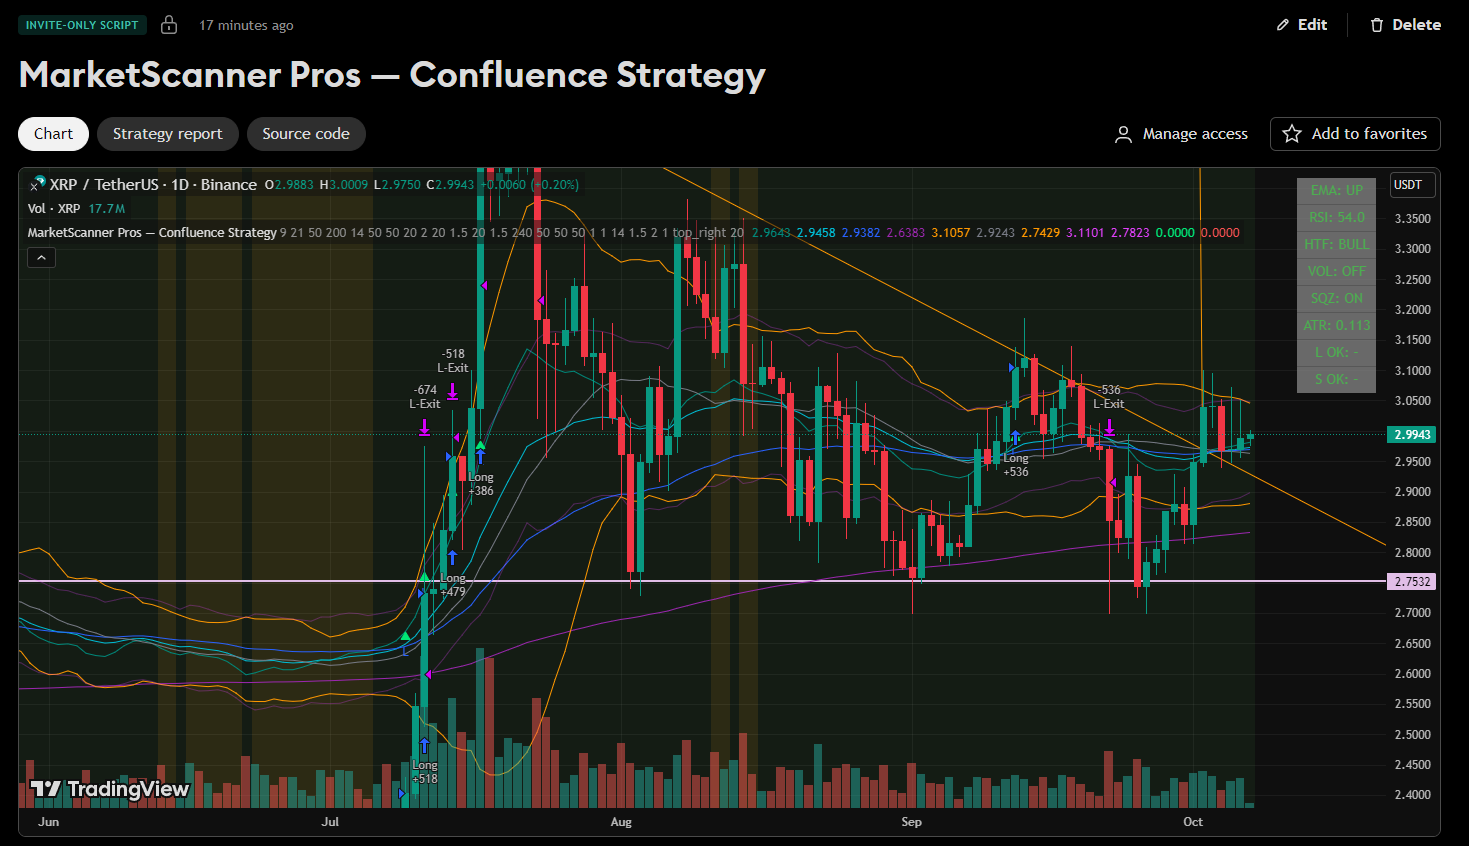 INVITE-ONLY SCRIPT 17 minutes ago Edit Delete
MarketScanner Pros — Confluence Strategy
Chart Strategy report Source code Manage access Add to favorites
XRP / TetherUS · 1D · Binance O2.9883 H3.0009 L2.9750 C2.9943 +0.0060 (+0.20%)
Vol · XRP 17.7M
MarketScanner Pros — Confluence Strategy 9 21 50 200 14 50 50 20 2 20 1.5 20 1.5 240 50 50 50 1 1 14 1.5 2 1 top_right 20 2.9643 2.9458 2.9382 2.6383 3.1057 2.9243 2.7429 3.1101 2.7823 0.0000 0.0000
EMA: UP
RSI: 54.0
HTF: BULL
VOL: OFF
SQZ: ON
ATR: 0.113
L OK: -
S OK: -
USDT
3.3500
3.3000
3.2500
3.2000
3.1500
3.1000
3.0500
2.9943
2.9500
2.9000
2.8500
2.8000
2.7532
2.7000
2.6500
2.6000
2.5500
2.5000
2.4500
2.4000
-518
L-Exit
-674
L-Exit
Long
+386
Long
+479
Long
+518
-536
L-Exit
Long
+536
TradingView
Jun Jul Aug Sep Oct